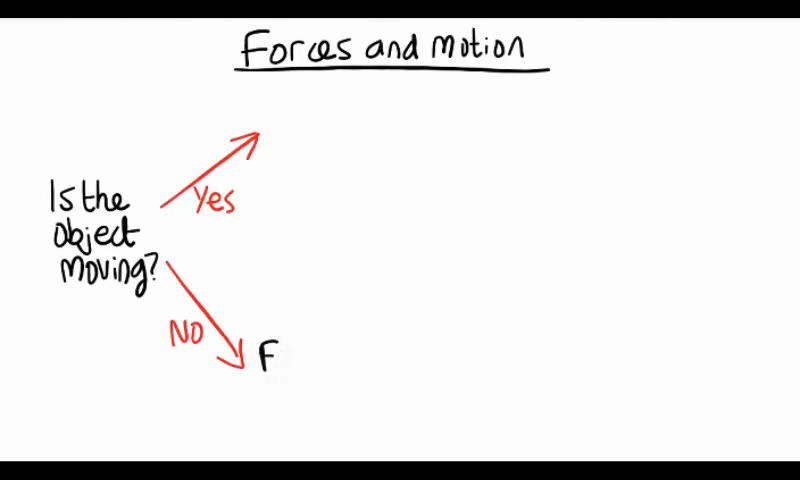 Forces and motion
Yes
Is the
object
moving?
NO
F